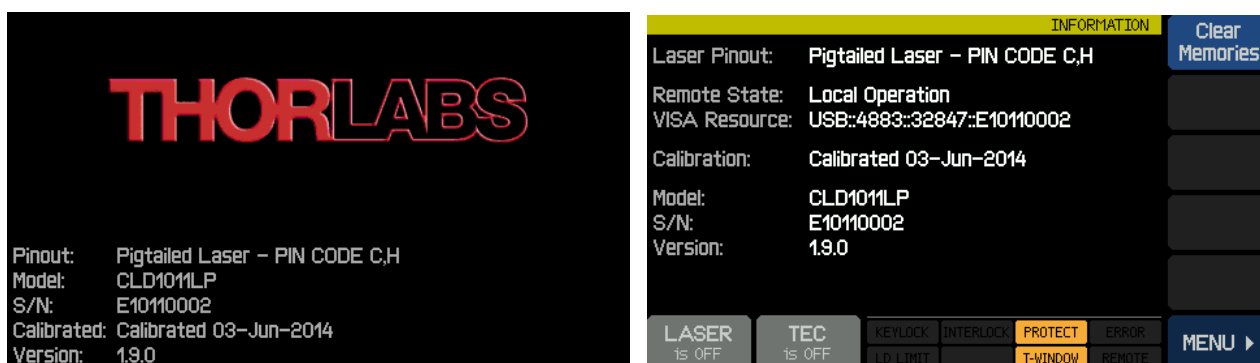 THORLABS
Pinout: Pigtailed Laser – PIN CODE C,H
Model: CLD1011LP
S/N: E10110002
Calibrated: Calibrated 03–Jun–2014
Version: 1.9.0
INFORMATION
Laser Pinout: Pigtailed Laser – PIN CODE C,H
Remote State: Local Operation
VISA Resource: USB::4883::32847::E10110002
Calibration: Calibrated 03–Jun–2014
Model: CLD1011LP
S/N: E10110002
Version: 1.9.0
Clear
Memories
LASER
is OFF
TEC
is OFF
KEYLOCK INTERLOCK PROTECT ERROR
LD LIMIT T-WINDOW REMOTE
MENU